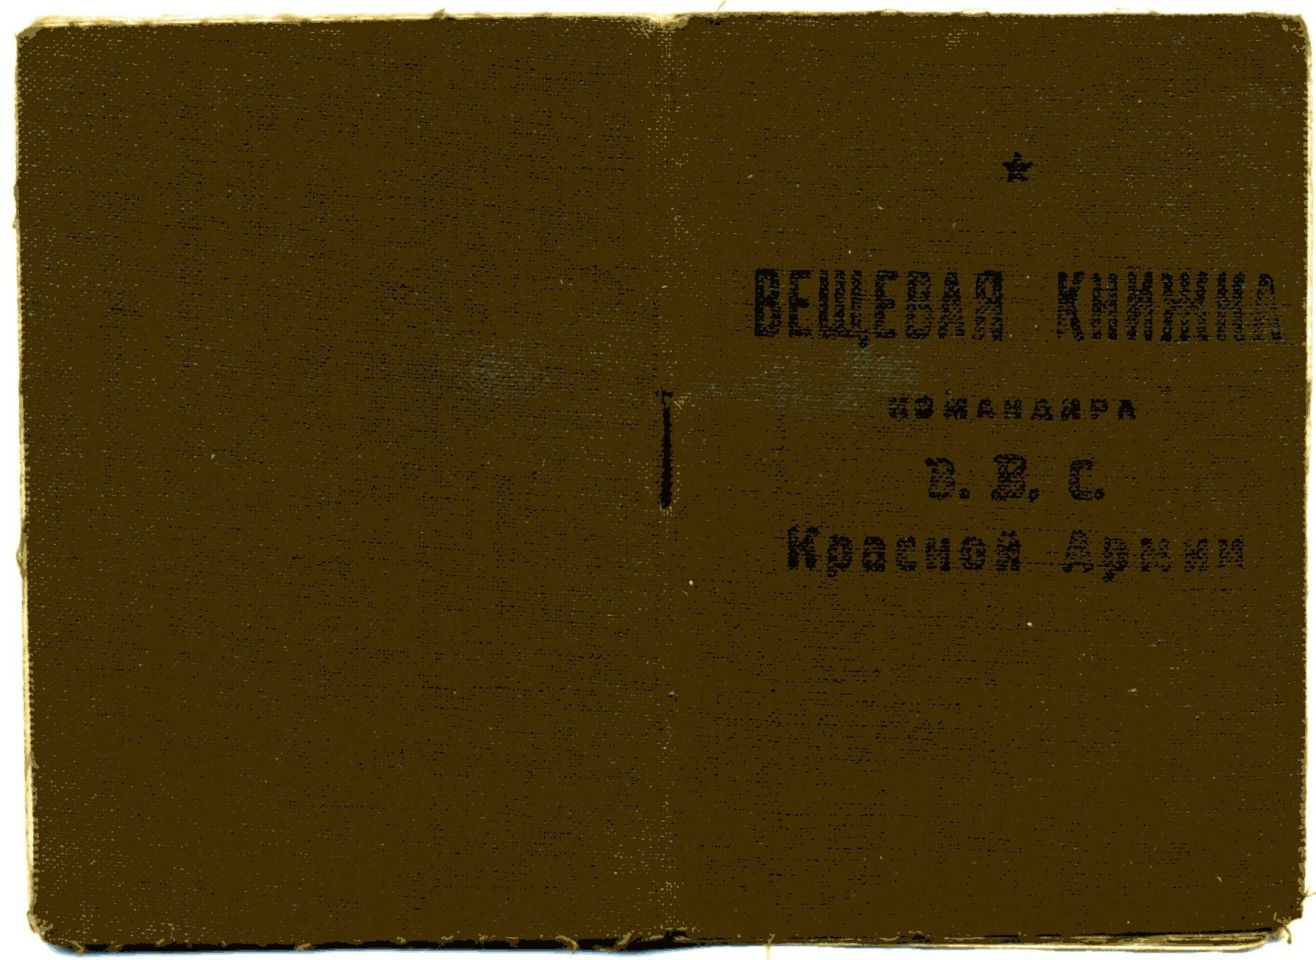 ВЕЩЕВАЯ КНИЖКА
КОМАНДИРА
В. В. С.
Красной Армии